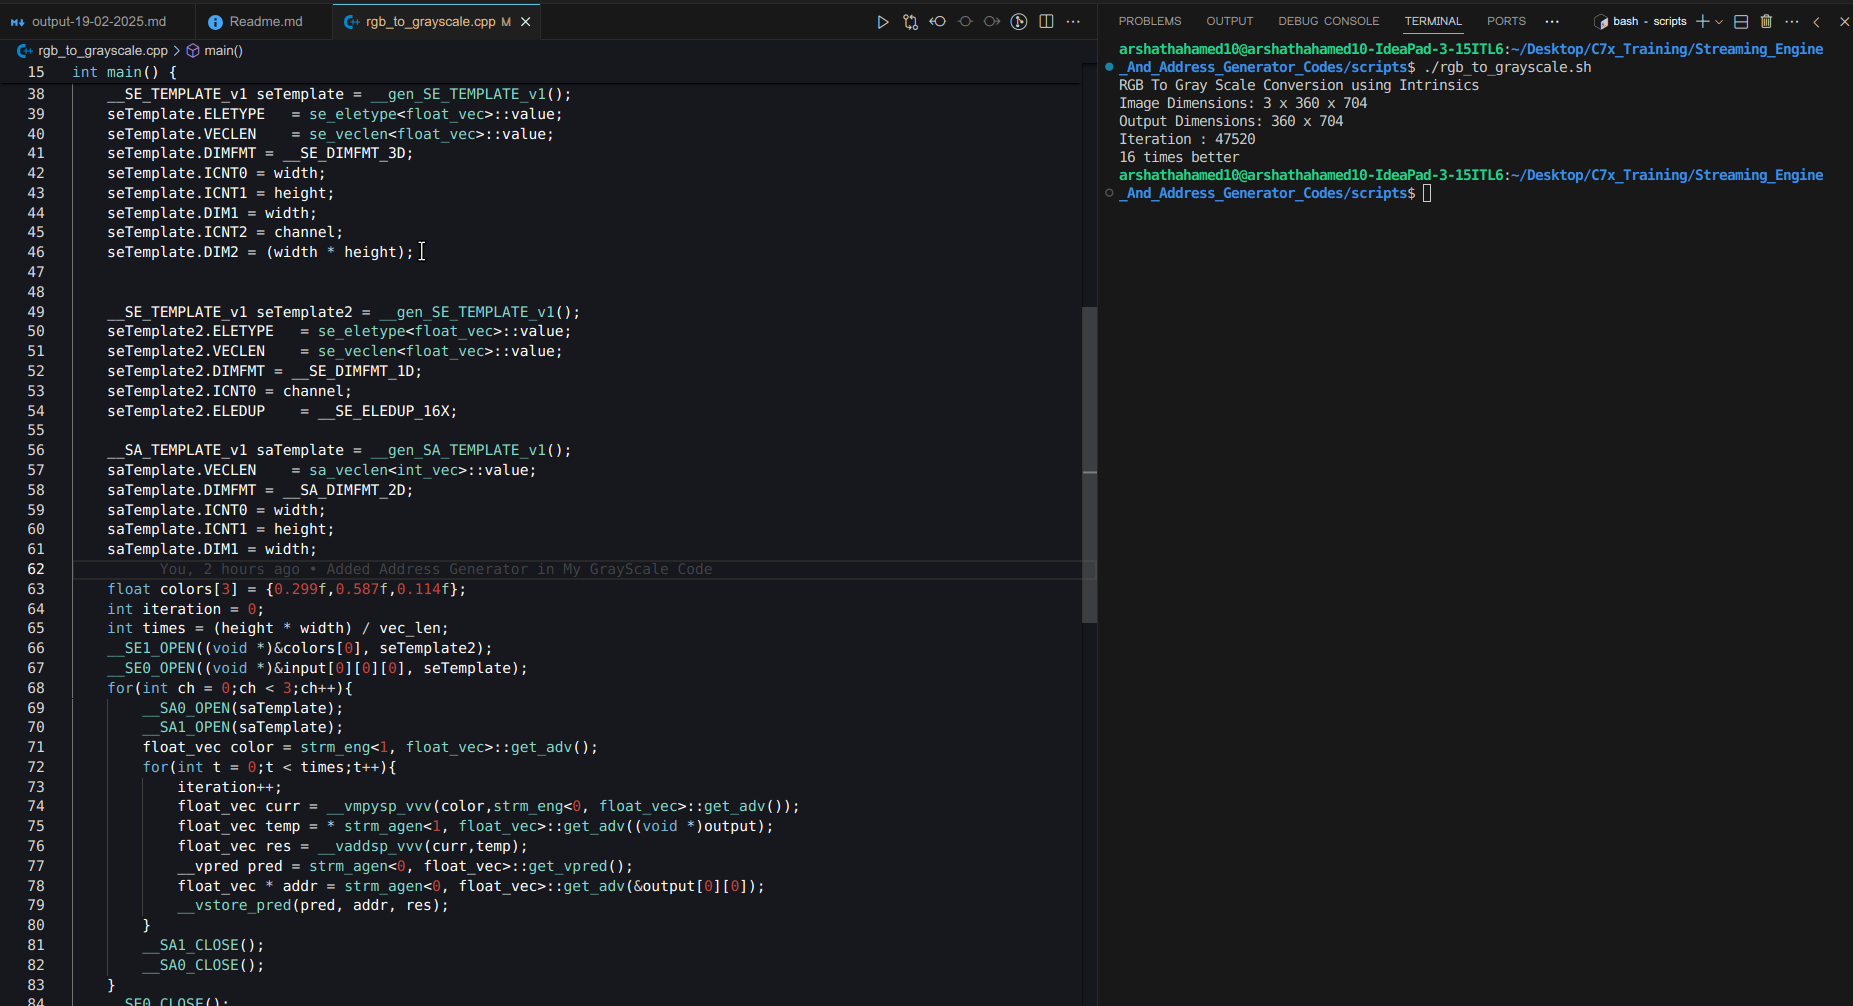 output-19-02-2025.md
Readme.md
rgb_to_grayscale.cpp M
rgb_to_grayscale.cpp > main()
15 int main() {
38 __SE_TEMPLATE_v1 seTemplate = __gen_SE_TEMPLATE_v1();
39 seTemplate.ELETYPE   = se_eletype<float_vec>::value;
40 seTemplate.VECLEN    = se_veclen<float_vec>::value;
41 seTemplate.DIMFMT = __SE_DIMFMT_3D;
42 seTemplate.ICNT0 = width;
43 seTemplate.ICNT1 = height;
44 seTemplate.DIM1 = width;
45 seTemplate.ICNT2 = channel;
46 seTemplate.DIM2 = (width * height);
47
48
49 __SE_TEMPLATE_v1 seTemplate2 = __gen_SE_TEMPLATE_v1();
50 seTemplate2.ELETYPE   = se_eletype<float_vec>::value;
51 seTemplate2.VECLEN    = se_veclen<float_vec>::value;
52 seTemplate2.DIMFMT = __SE_DIMFMT_1D;
53 seTemplate2.ICNT0 = channel;
54 seTemplate2.ELEDUP    = __SE_ELEDUP_16X;
55
56 __SA_TEMPLATE_v1 saTemplate = __gen_SA_TEMPLATE_v1();
57 saTemplate.VECLEN    = sa_veclen<int_vec>::value;
58 saTemplate.DIMFMT = __SA_DIMFMT_2D;
59 saTemplate.ICNT0 = width;
60 saTemplate.ICNT1 = height;
61 saTemplate.DIM1 = width;
62 You, 2 hours ago • Added Address Generator in My GrayScale Code
63 float colors[3] = {0.299f,0.587f,0.114f};
64 int iteration = 0;
65 int times = (height * width) / vec_len;
66 __SE1_OPEN((void *)&colors[0], seTemplate2);
67 __SE0_OPEN((void *)&input[0][0][0], seTemplate);
68 for(int ch = 0;ch < 3;ch++){
69 __SA0_OPEN(saTemplate);
70 __SA1_OPEN(saTemplate);
71 float_vec color = strm_eng<1, float_vec>::get_adv();
72 for(int t = 0;t < times;t++){
73 iteration++;
74 float_vec curr = __vmpysp_vvv(color,strm_eng<0, float_vec>::get_adv());
75 float_vec temp = * strm_agen<1, float_vec>::get_adv((void *)output);
76 float_vec res = __vaddsp_vvv(curr,temp);
77 __vpred pred = strm_agen<0, float_vec>::get_vpred();
78 float_vec * addr = strm_agen<0, float_vec>::get_adv(&output[0][0]);
79 __vstore_pred(pred, addr, res);
80 }
81 __SA1_CLOSE();
82 __SA0_CLOSE();
83 }
84 __SE0_CLOSE();
PROBLEMS OUTPUT DEBUG CONSOLE TERMINAL PORTS ··· bash - scripts
arshathahamed10@arshathahamed10-IdeaPad-3-15ITL6:~/Desktop/C7x_Training/Streaming_Engine
_And_Address_Generator_Codes/scripts$ ./rgb_to_grayscale.sh
RGB To Gray Scale Conversion using Intrinsics
Image Dimensions: 3 x 360 x 704
Output Dimensions: 360 x 704
Iteration : 47520
16 times better
arshathahamed10@arshathahamed10-IdeaPad-3-15ITL6:~/Desktop/C7x_Training/Streaming_Engine
_And_Address_Generator_Codes/scripts$